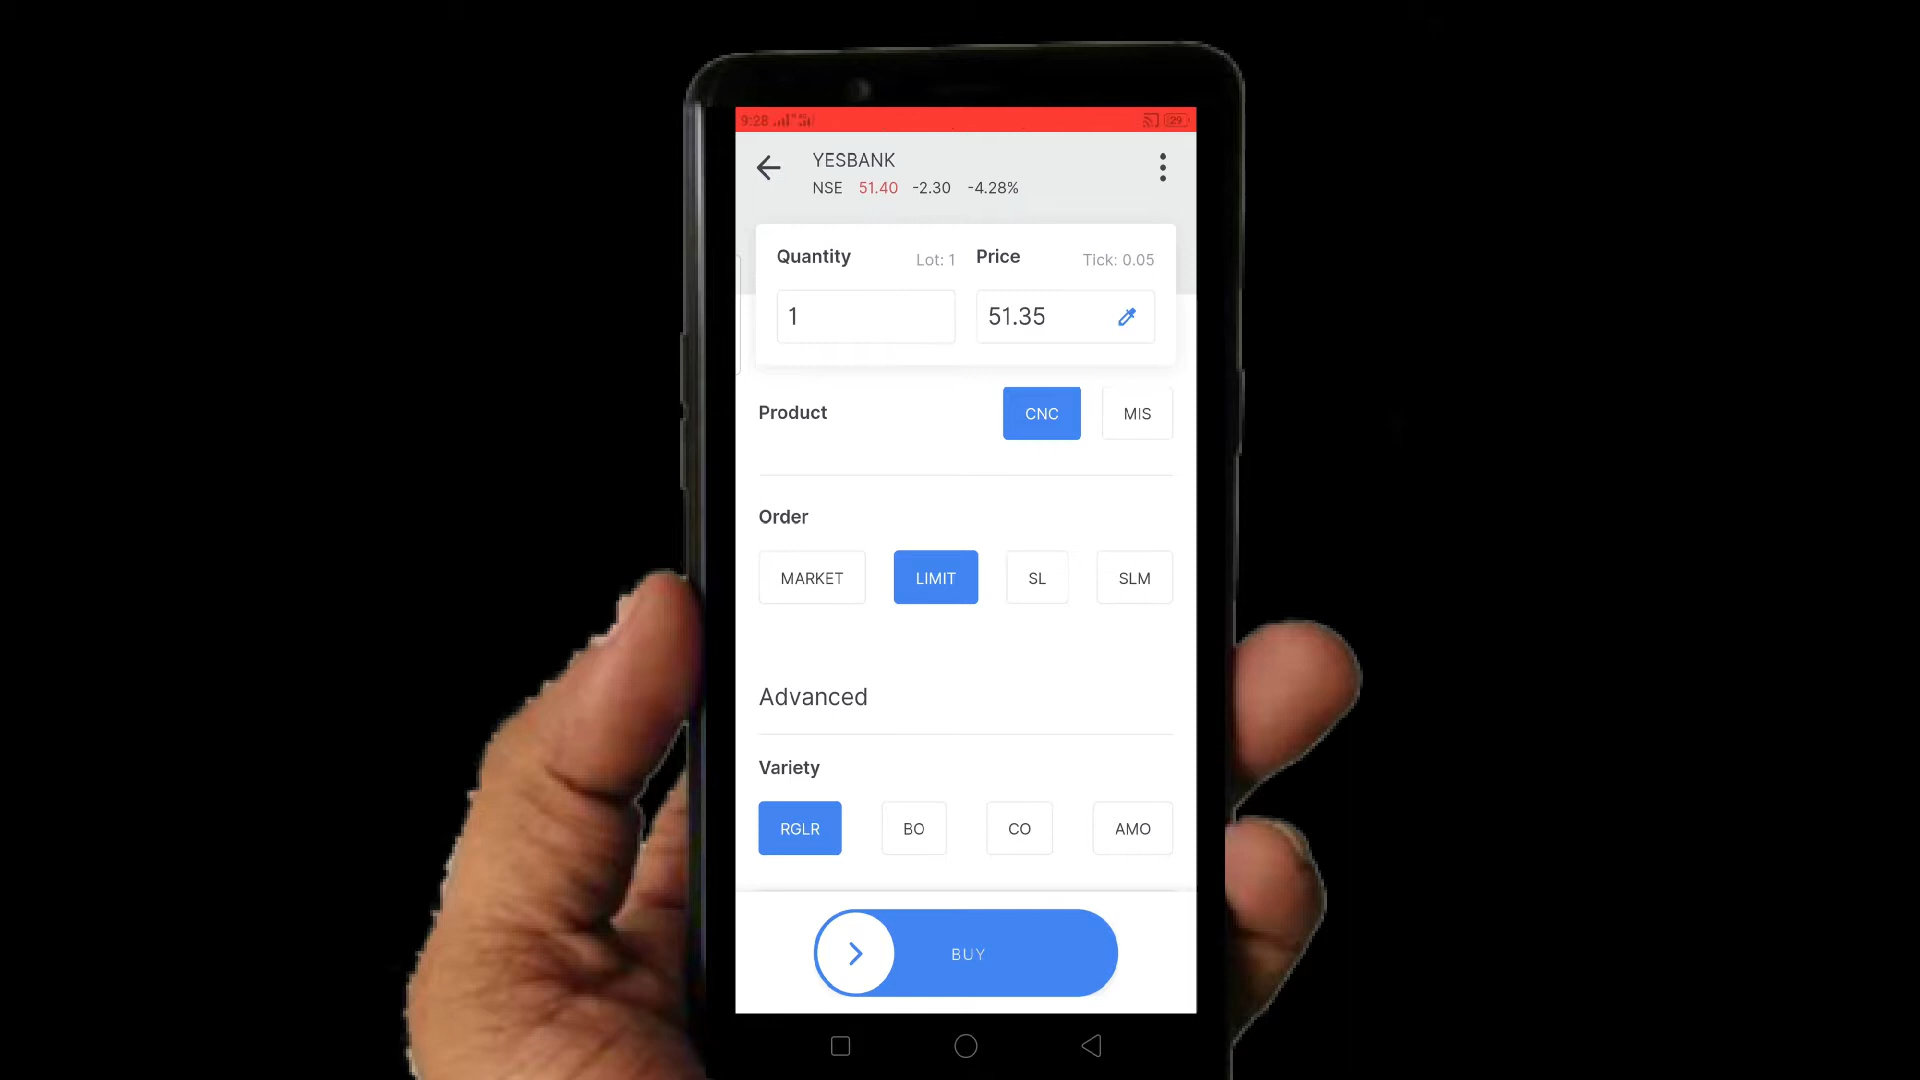 9:28 29
YESBANK
NSE 51.40 -2.30 -4.28%
Quantity Lot: 1 Price Tick: 0.05
1 51.35
Product CNC MIS
Order
MARKET LIMIT SL SLM
Advanced
Variety
RGLR BO CO AMO
BUY